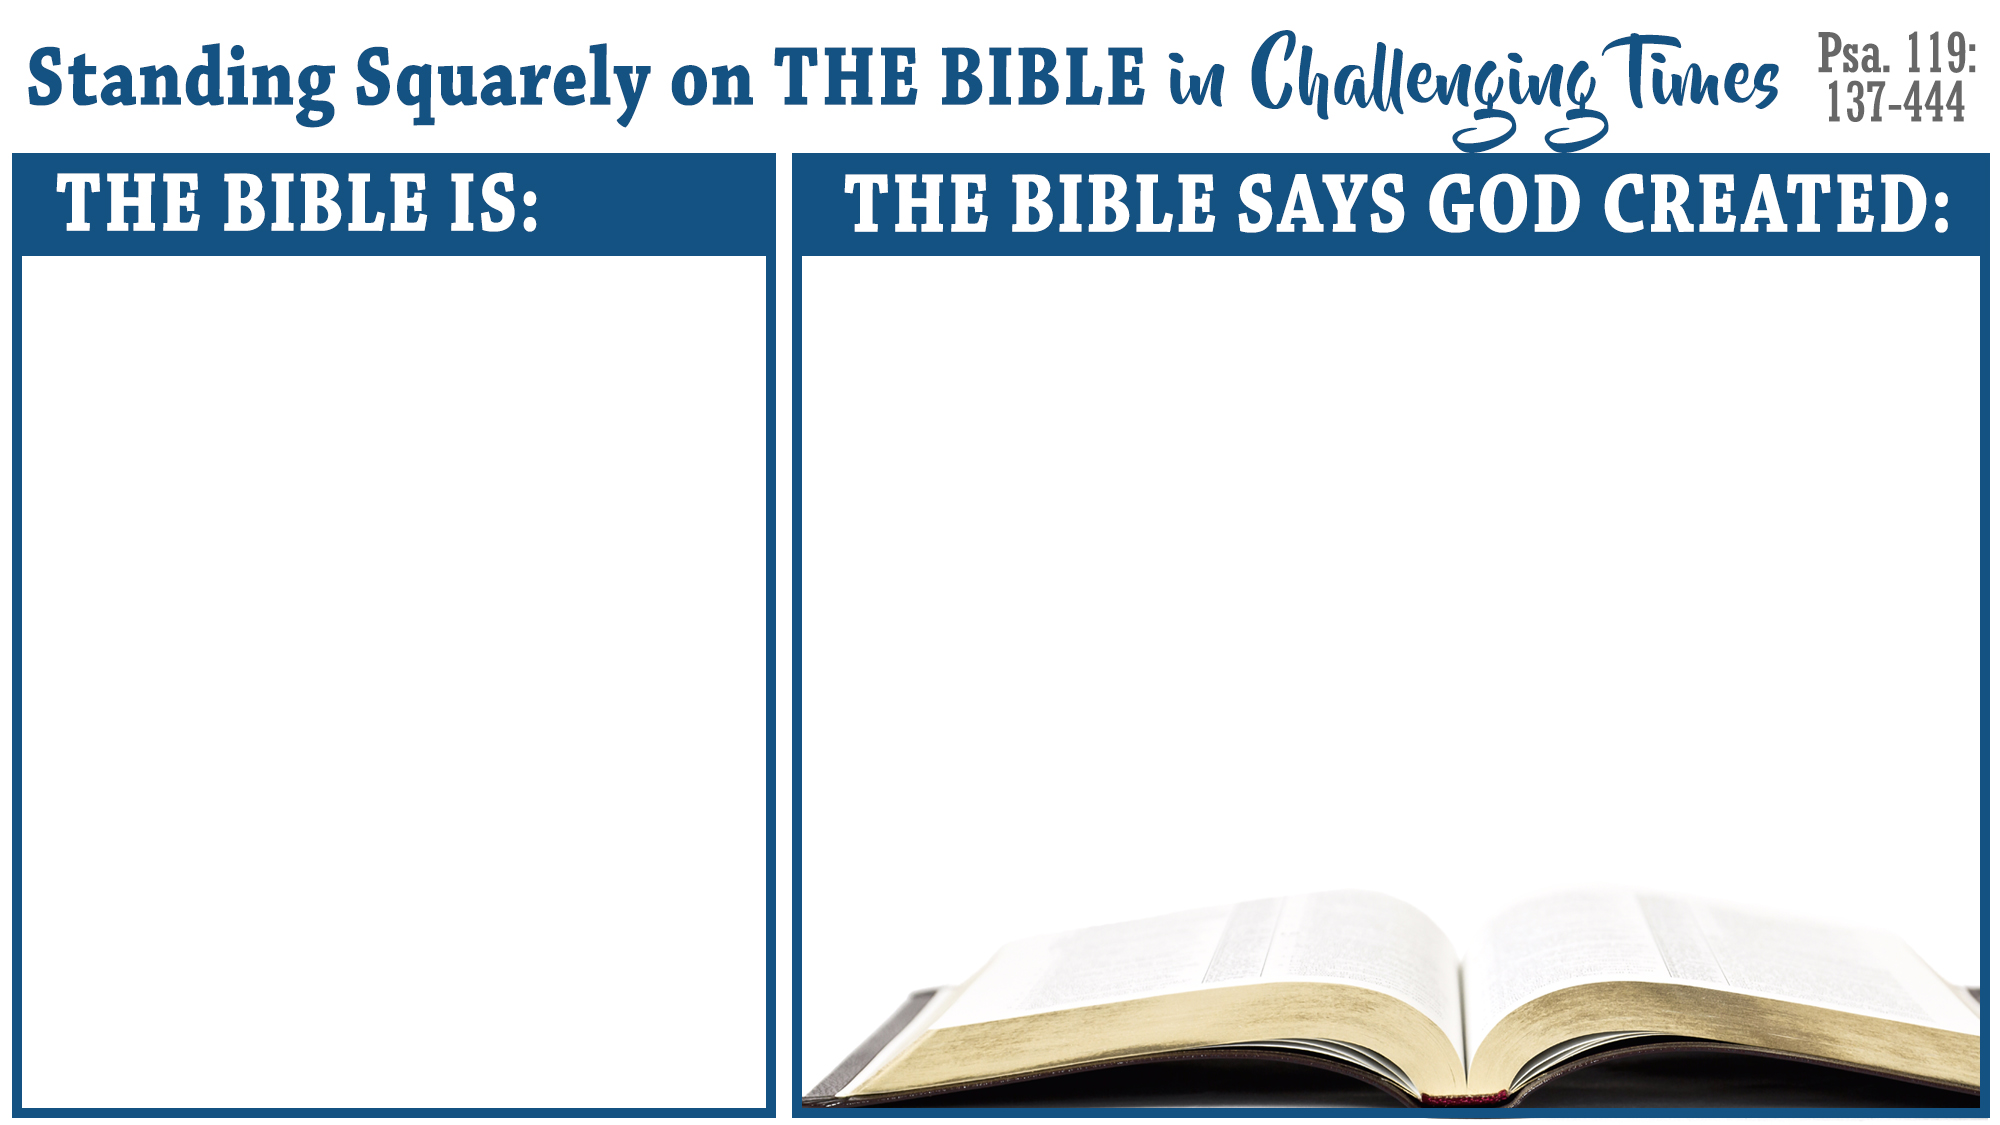 Standing Squarely on THE BIBLE in Challenging Times
Psa. 119:
137-444
THE BIBLE IS:
THE BIBLE SAYS GOD CREATED: